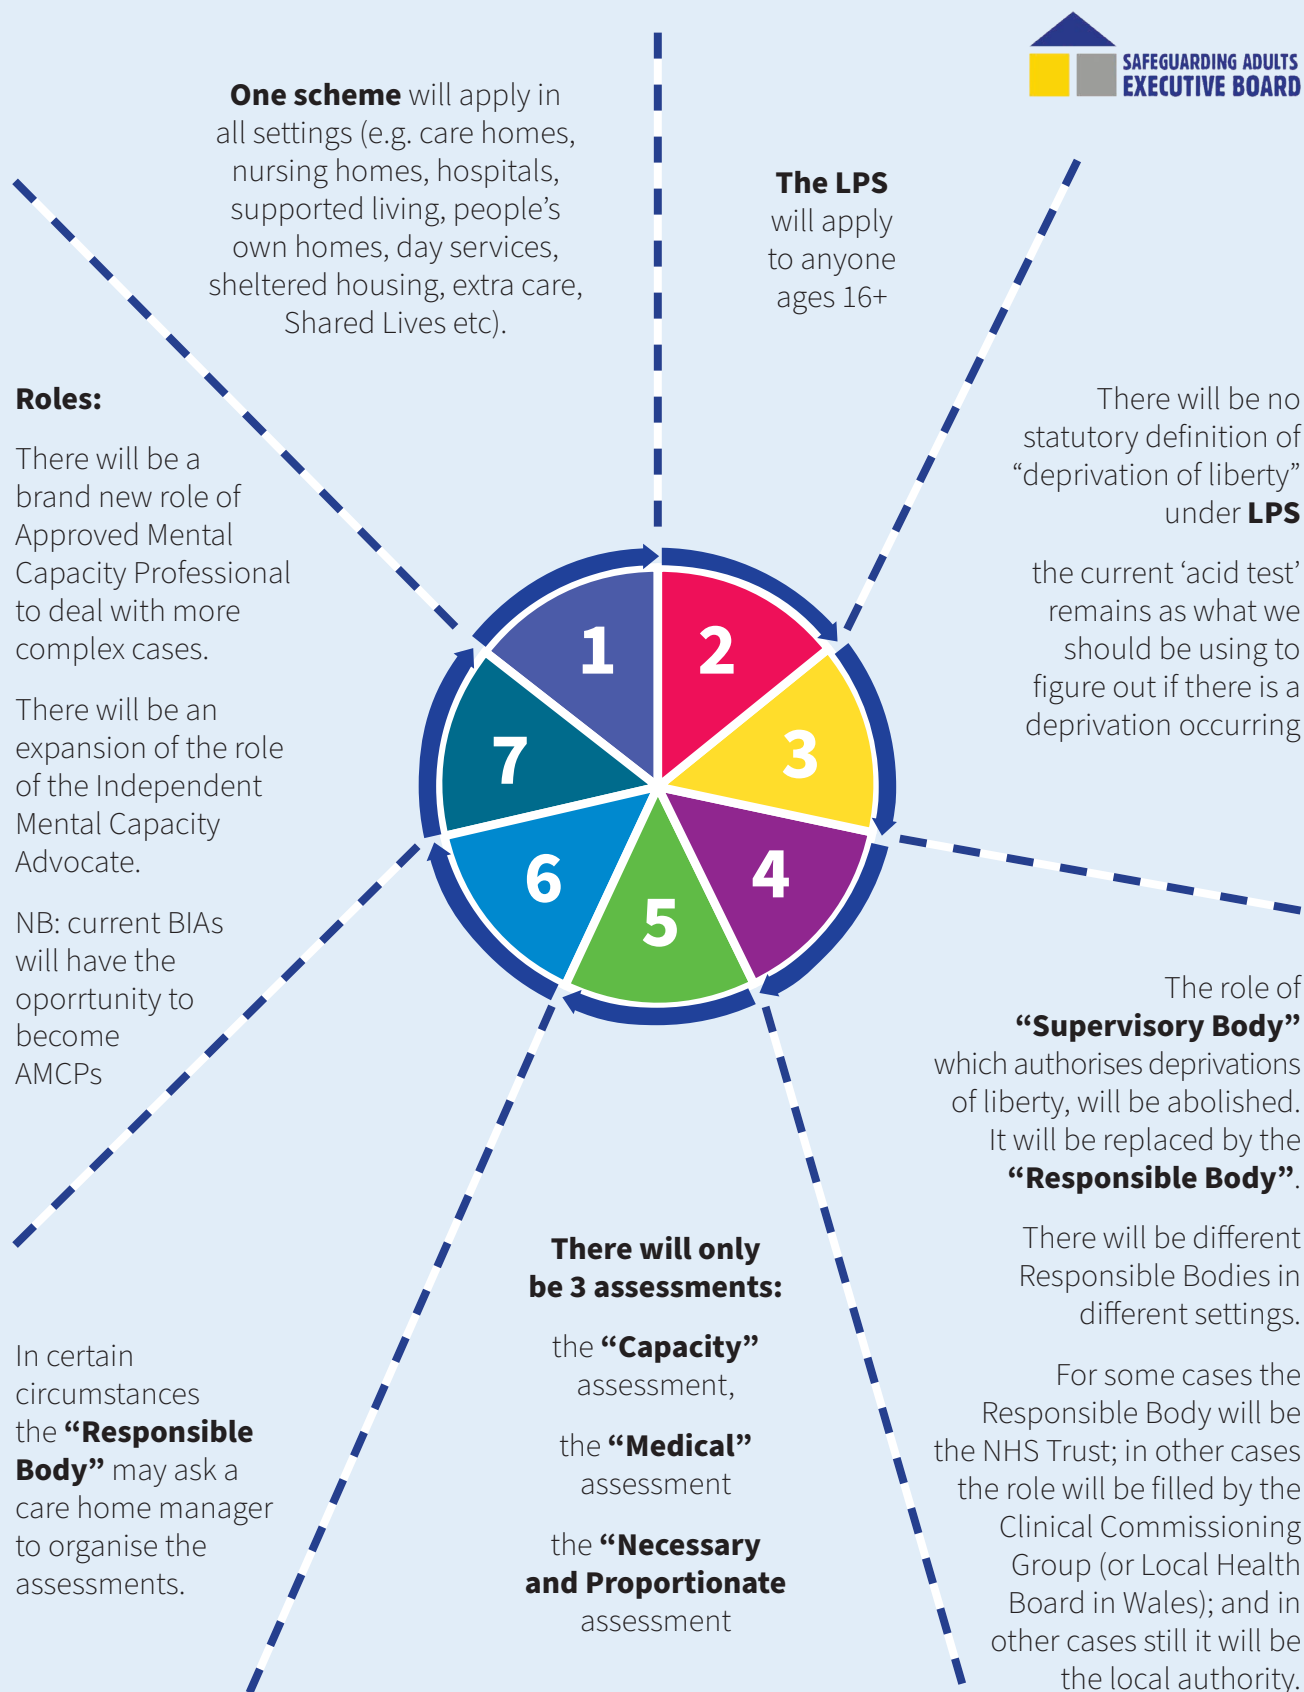 SAFEGUARDING ADULTS
EXECUTIVE BOARD
One scheme will apply in
all settings (e.g. care homes,
nursing homes, hospitals,
supported living, people’s
own homes, day services,
sheltered housing, extra care,
Shared Lives etc).
The LPS
will apply
to anyone
ages 16+
There will be no
statutory definition of
“deprivation of liberty”
under LPS
the current ‘acid test’
remains as what we
should be using to
figure out if there is a
deprivation occurring
The role of
“Supervisory Body”
which authorises deprivations
of liberty, will be abolished.
It will be replaced by the
“Responsible Body”.
There will be different
Responsible Bodies in
different settings.
For some cases the
Responsible Body will be
the NHS Trust; in other cases
the role will be filled by the
Clinical Commissioning
Group (or Local Health
Board in Wales); and in
other cases still it will be
the local authority.
There will only
be 3 assessments:
the “Capacity”
assessment,
the “Medical”
assessment
the “Necessary
and Proportionate
assessment
In certain
circumstances
the “Responsible
Body” may ask a
care home manager
to organise the
assessments.
Roles:
There will be a
brand new role of
Approved Mental
Capacity Professional
to deal with more
complex cases.
There will be an
expansion of the role
of the Independent
Mental Capacity
Advocate.
NB: current BIAs
will have the
oporrtunity to
become
AMCPs
1
2
3
4
5
6
7